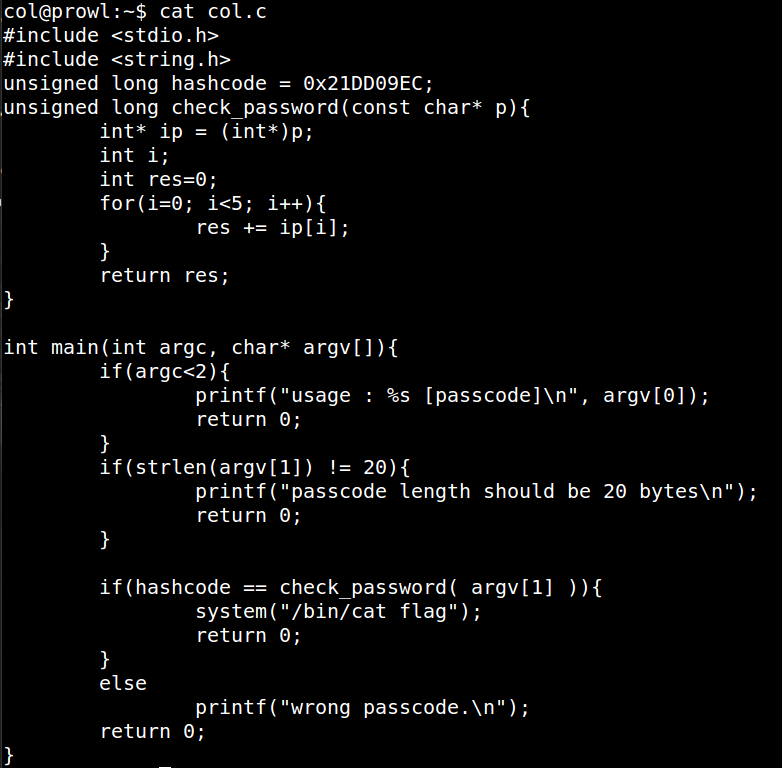 col@prowl:~$ cat col.c
#include <stdio.h>
#include <string.h>
unsigned long hashcode = 0x21DD09EC;
unsigned long check_password(const char* p){
        int* ip = (int*)p;
        int i;
        int res=0;
        for(i=0; i<5; i++){
                res += ip[i];
        }
        return res;
}

int main(int argc, char* argv[]){
        if(argc<2){
                printf("usage : %s [passcode]\n", argv[0]);
                return 0;
        }
        if(strlen(argv[1]) != 20){
                printf("passcode length should be 20 bytes\n");
                return 0;
        }

        if(hashcode == check_password( argv[1] )){
                system("/bin/cat flag");
                return 0;
        }
        else
                printf("wrong passcode.\n");
        return 0;
}